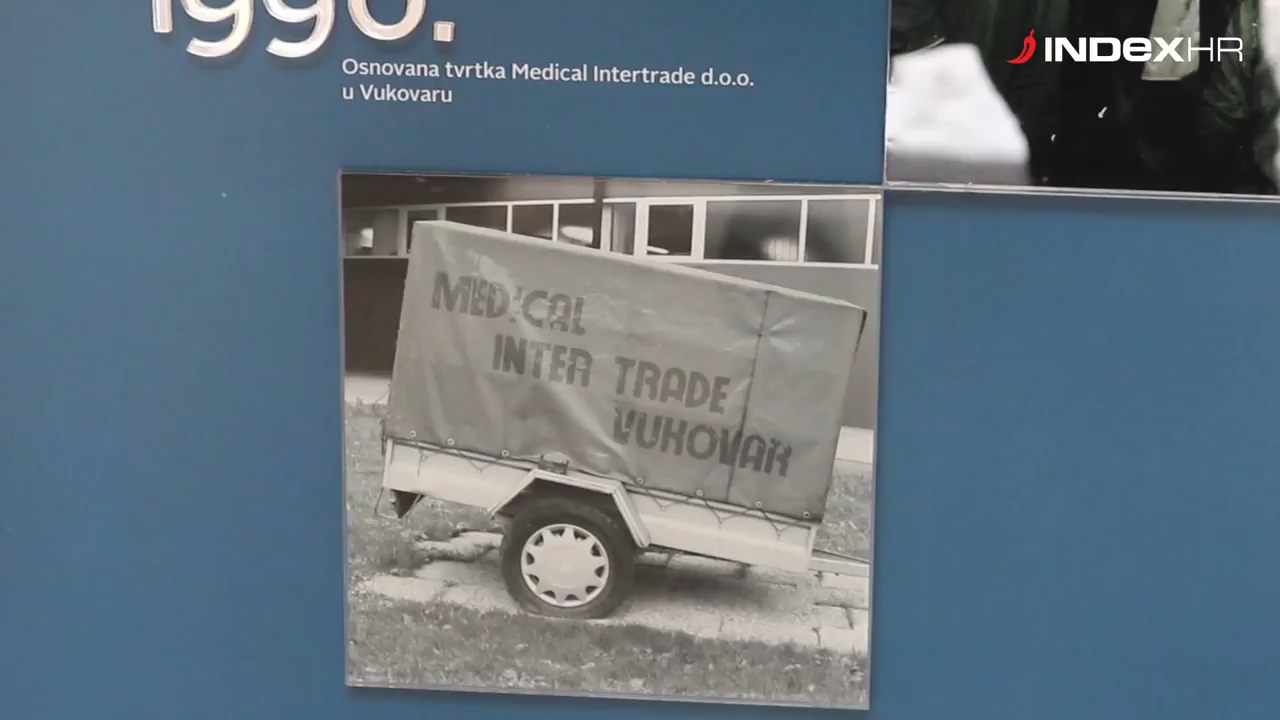 1990.
INDEXHR
Osnovana tvrtka Medical Intertrade d.o.o.
u Vukovaru
MEDICAL
INTER TRADE
VUKOVAR